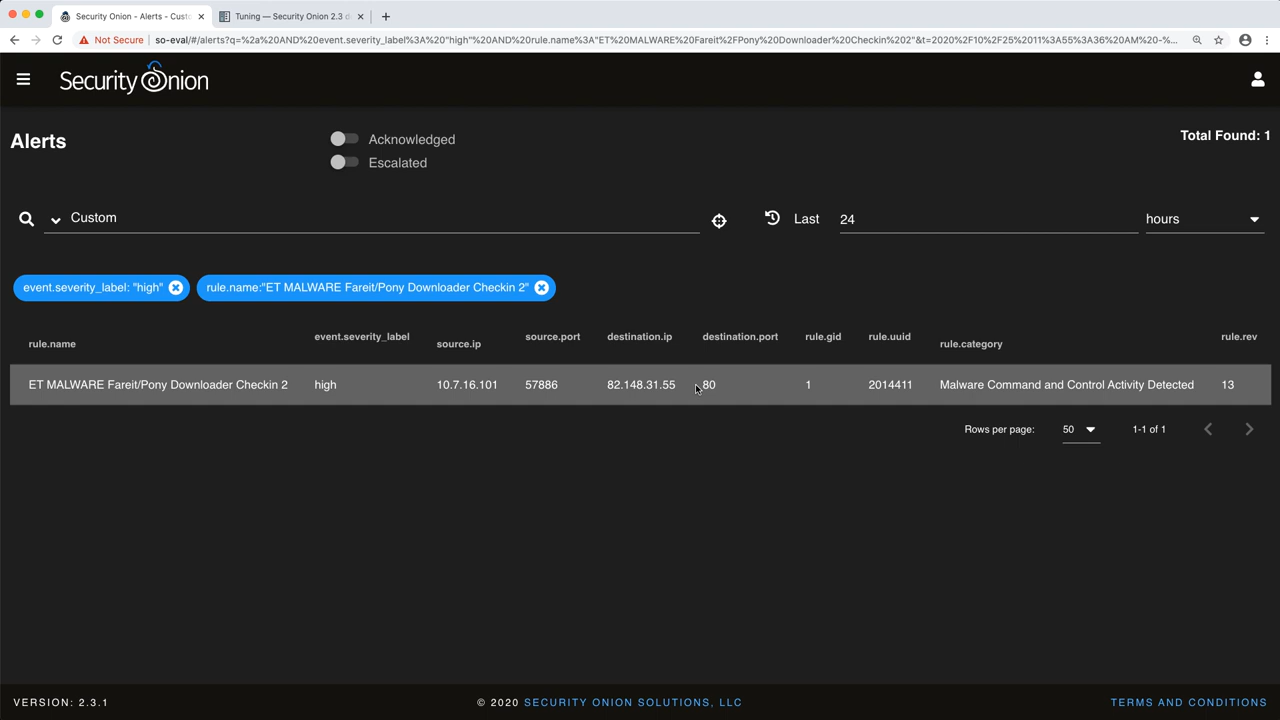 Security Onion - Alerts - Custo
Tuning — Security Onion 2.3 d
Not Secure
so-eval/#/alerts?q=%2a%20AND%20event.severity_label%3A%20"high"%20AND%20rule.name%3A"ET%20MALWARE%20Fareit%2FPony%20Downloader%20Checkin%202"&t=2020%2F10%2F25%2011%3A55%3A36%20AM%20-%...
Security Onion
Alerts
Acknowledged
Escalated
Total Found: 1
Custom
Last 24 hours
event.severity_label: "high"
rule.name:"ET MALWARE Fareit/Pony Downloader Checkin 2"
rule.name event.severity_label source.ip source.port destination.ip destination.port rule.gid rule.uuid rule.category rule.rev
ET MALWARE Fareit/Pony Downloader Checkin 2 high 10.7.16.101 57886 82.148.31.55 80 1 2014411 Malware Command and Control Activity Detected 13
Rows per page: 50 1-1 of 1
VERSION: 2.3.1
© 2020 SECURITY ONION SOLUTIONS, LLC
TERMS AND CONDITIONS